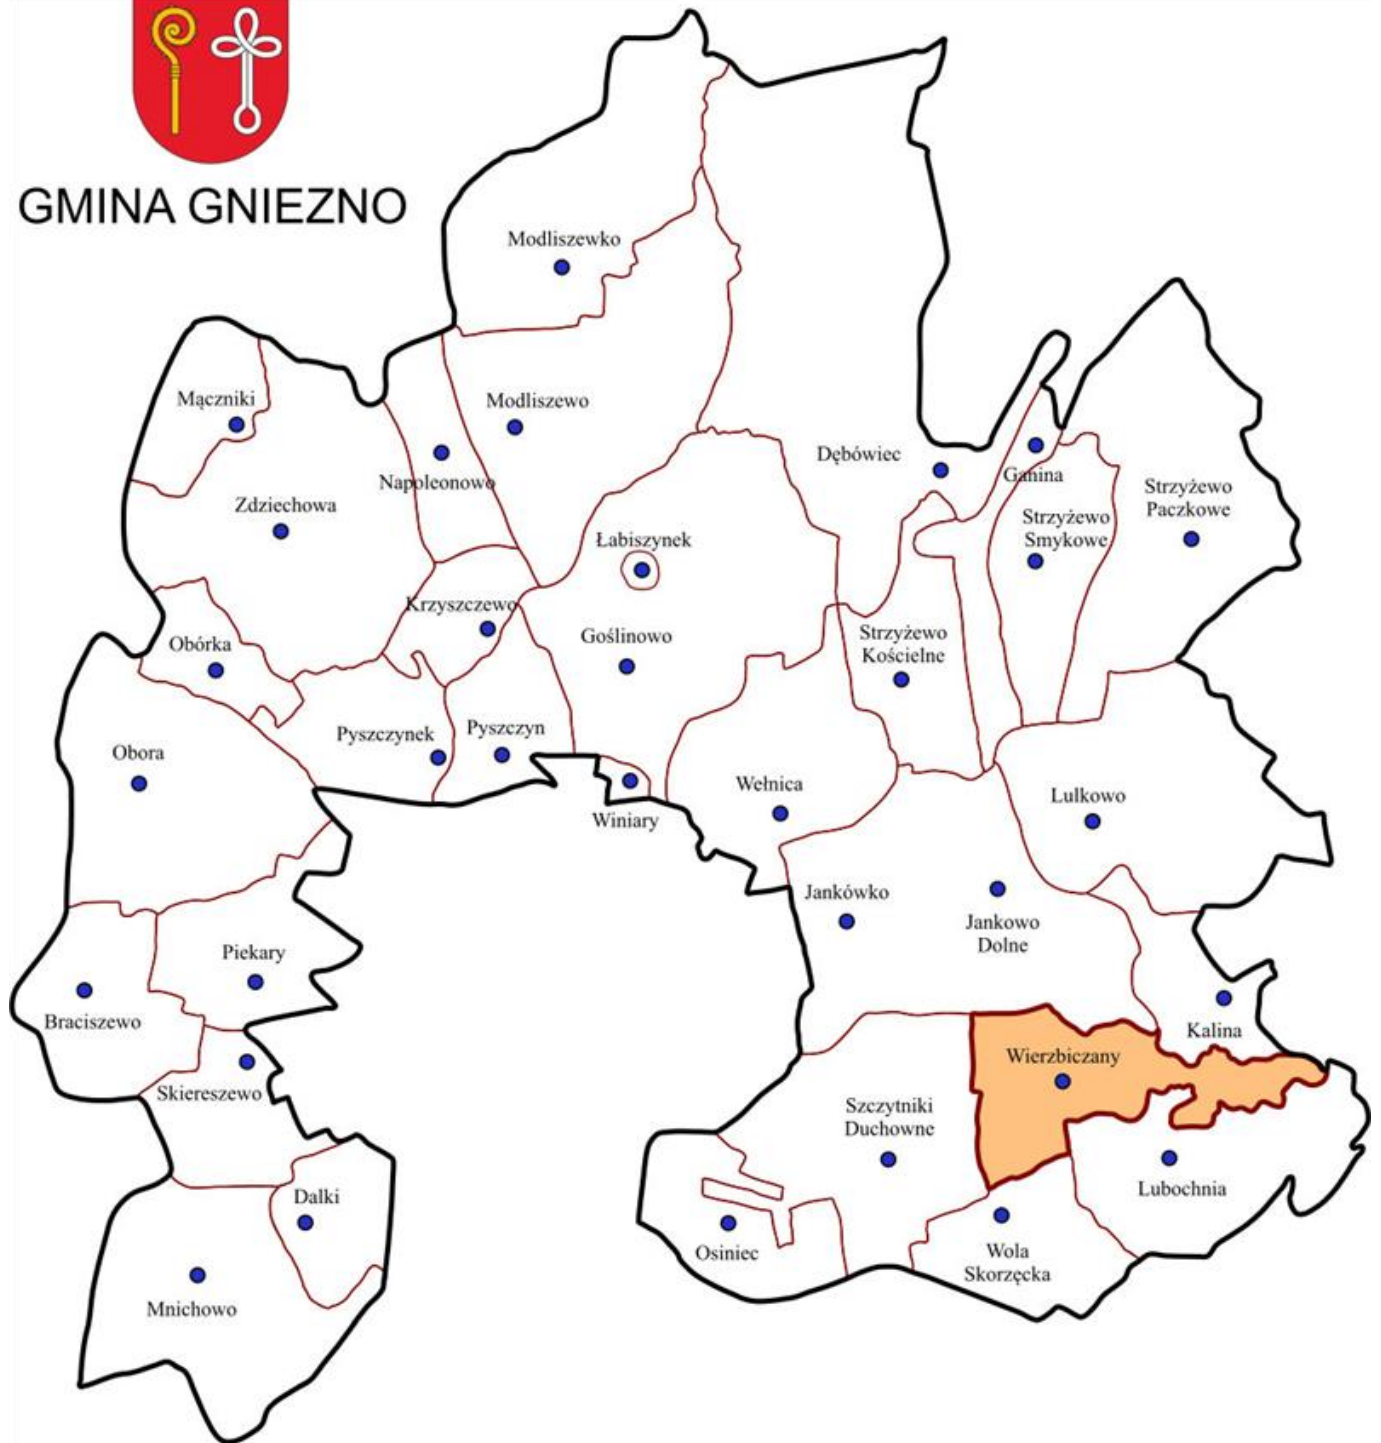 GMINA GNIEZNO
Modliszewko
Mączniki
Modliszewo
Dębówiec
Napoleonowo
Ganina
Strzyżewo
Paczkowe
Zdziechowa
Strzyżewo
Smykowe
Łabiszynek
Krzyszczewo
Goślinowo
Strzyżewo
Kościelne
Obórka
Pyszczynek
Pyszczyn
Obora
Wełnica
Lulkowo
Winiary
Jankówko
Jankowo
Dolne
Piekary
Braciszewo
Kalina
Wierzbiczany
Skiereszewo
Szczytniki
Duchowne
Lubochnia
Dalki
Osiniec
Wola
Skorzęcka
Mnichowo